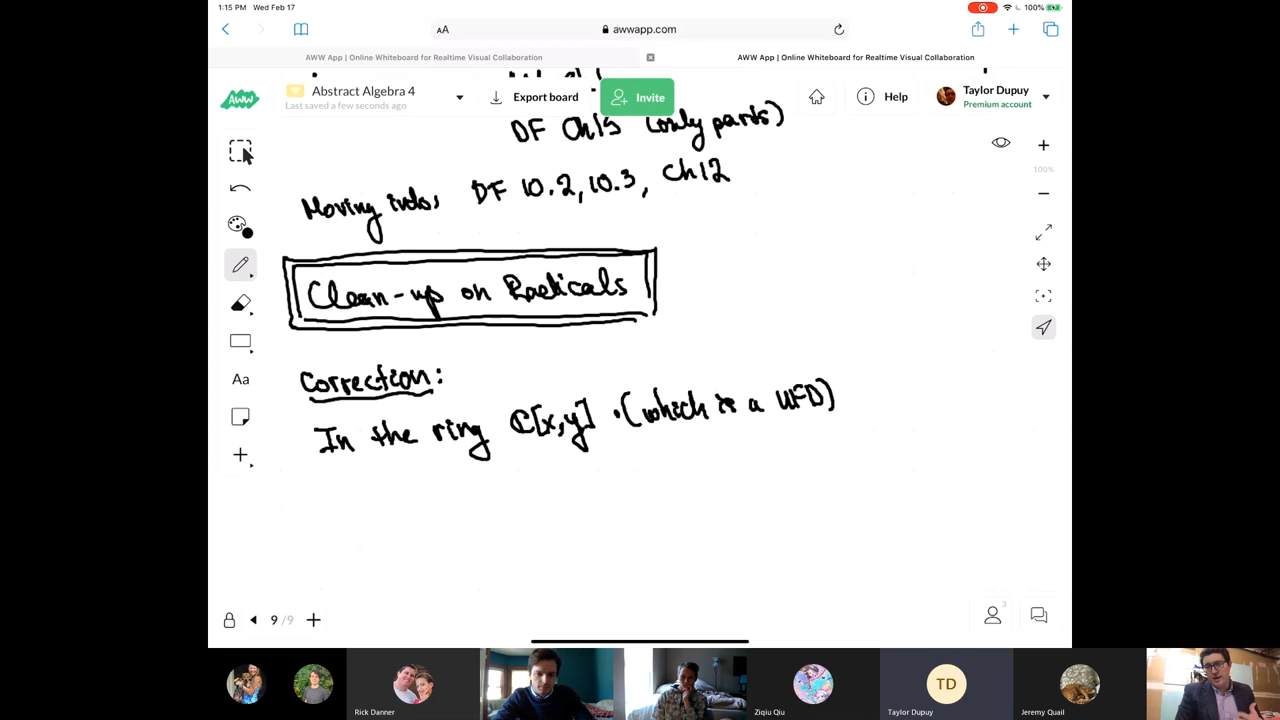 1:15 PM Wed Feb 17
100%
AA
awwapp.com
AWW App | Online Whiteboard for Realtime Visual Collaboration
AWW App | Online Whiteboard for Realtime Visual Collaboration
AWW
Abstract Algebra 4
Last saved a few seconds ago
Export board
Invite
Help
Taylor Dupuy
Premium account
100%
DF Ch15 (only parts)
Moving into: DF 10.2, 10.3, Ch12
Clean-up on Radicals
Correction:
In the ring ℂ[x,y] (which is a UFD)
Aa
9 /9
3
Rick Danner
Ziqiu Qiu
TD
Taylor Dupuy
Jeremy Quail